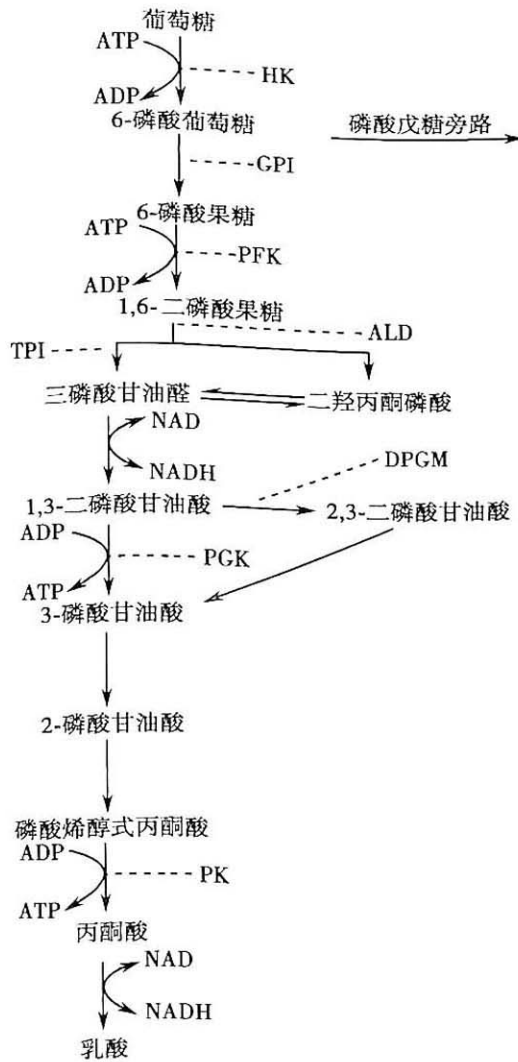 葡萄糖
ATP
HK
ADP
6-磷酸葡萄糖
磷酸戊糖旁路
GPI
6-磷酸果糖
ATP
PFK
ADP
1,6-二磷酸果糖
ALD
TPI
三磷酸甘油醛
二羟丙酮磷酸
NAD
NADH
DPGM
1,3-二磷酸甘油酸
2,3-二磷酸甘油酸
ADP
PGK
ATP
3-磷酸甘油酸
2-磷酸甘油酸
磷酸烯醇式丙酮酸
ADP
PK
ATP
丙酮酸
NAD
NADH
乳酸